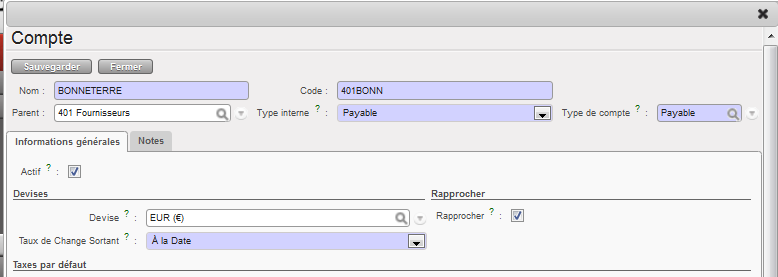 Compte
Sauvegarder Fermer
Nom : BONNETERRE Code : 401BONN
Parent : 401 Fournisseurs Type interne ? : Payable Type de compte ? : Payable
Informations générales Notes
Actif ? :
Devises Rapprocher
Devise ? : EUR (€) Rapprocher ? :
Taux de Change Sortant ? : À la Date
Taxes par défaut